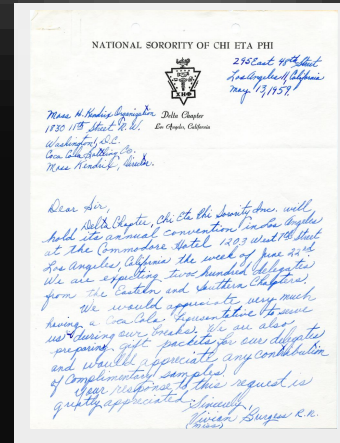 NATIONAL SORORITY OF CHI ETA PHI
245 East 48th Street
Los Angeles 11, California
May 13, 1959
Delta Chapter
Los Angeles, California
Moss H. Kendrix Organization
1830 11th Street N.W.
Washington, D.C.
Coca Cola Bottling Co.
Moss Kendrix, Director.
Dear Sir,
Delta Chapter, Chi Eta Phi Sorority Inc. will
hold its annual convention in Los Angeles
at the Commodore Hotel 1203 West 7th Street
Los Angeles, California the week of June 22nd.
We are expecting two hundred delegates
from the Eastern and Southern Chapters.
We would appreciate very much
having a Coca Cola representative to serve
us during our breaks. We are also
preparing gift packets for our delegates
and would appreciate any contribution
of complimentary samples.
Your response to this request is
greatly appreciated.
Sincerely,
Vivian Burgess R.N.
(Miss)